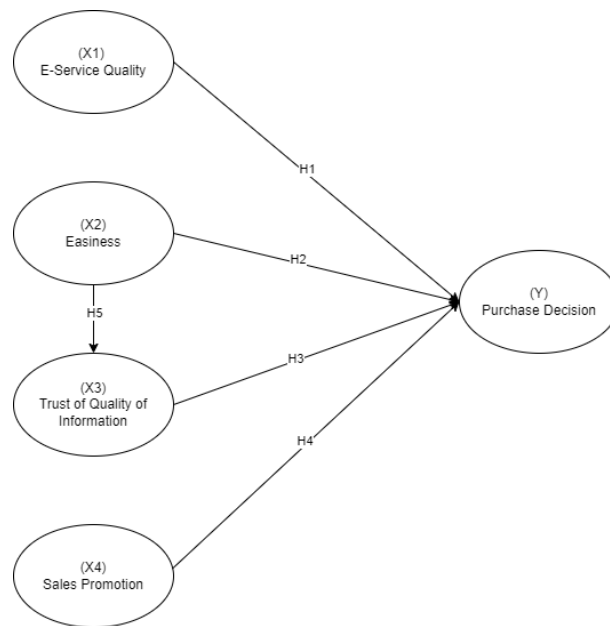 (X1)
E-Service Quality
H1
(X2)
Easiness
H2
(Y)
Purchase Decision
H5
H3
(X3)
Trust of Quality of
Information
H4
(X4)
Sales Promotion